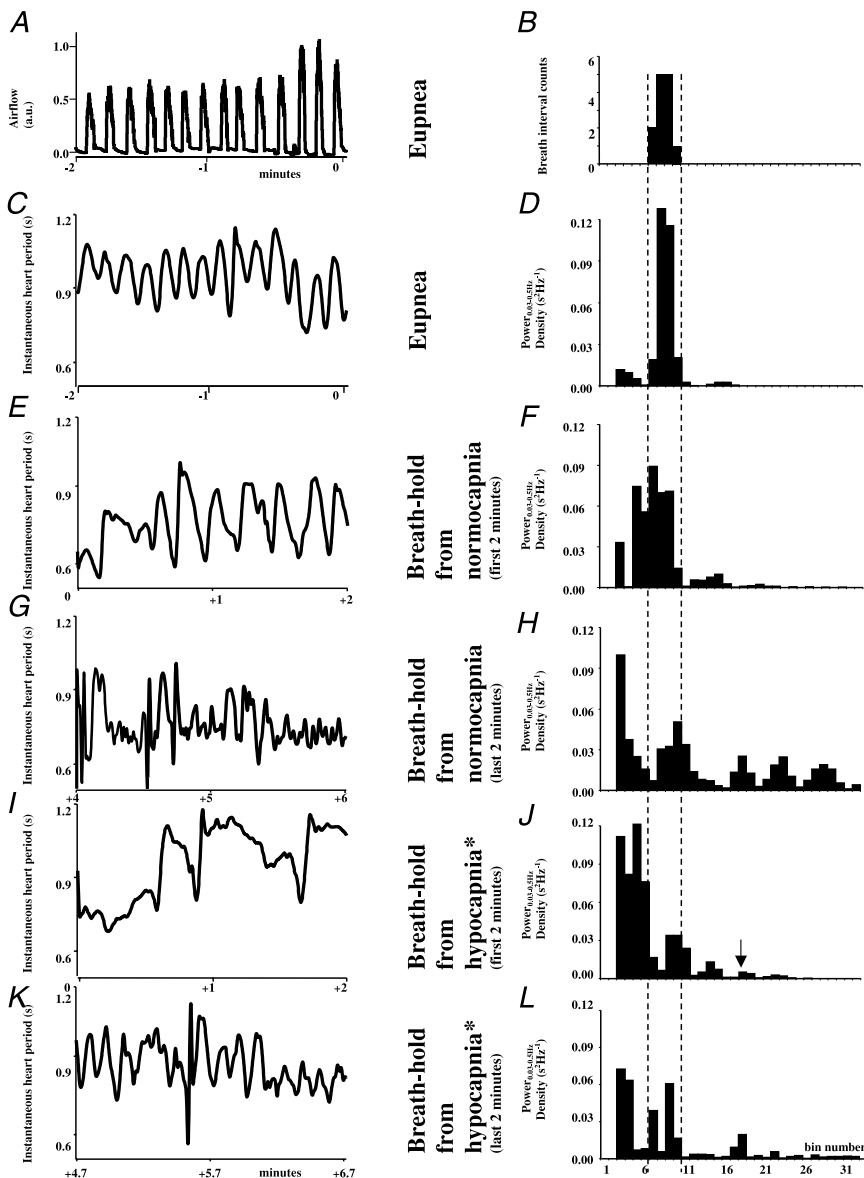 A
B
1.0
0.5
0.0
Airflow
(a.u.)
-2
-1
0
minutes
Eupnea
6
4
2
0
Breath interval counts
C
D
1.2
0.9
0.6
Instantaneous heart period (s)
-2
-1
0
Eupnea
0.12
0.09
0.06
0.03
0.00
Power0.03-0.5Hz
Density (s²Hz⁻¹)
E
F
1.2
0.9
0.6
Instantaneous heart period (s)
0
+1
+2
Breath-hold
from
normocapnia
(first 2 minutes)
0.12
0.09
0.06
0.03
0.00
Power0.03-0.5Hz
Density (s²Hz⁻¹)
G
H
1.2
0.9
0.6
Instantaneous heart period (s)
+4
+5
+6
Breath-hold
from
normocapnia
(last 2 minutes)
0.12
0.09
0.06
0.03
0.00
Power0.03-0.5Hz
Density (s²Hz⁻¹)
I
J
1.2
0.9
0.6
Instantaneous heart period (s)
0
+1
+2
Breath-hold
from
hypocapnia*
(first 2 minutes)
0.12
0.09
0.06
0.03
0.00
Power0.03-0.5Hz
Density (s²Hz⁻¹)
K
L
1.2
0.9
0.6
Instantaneous heart period (s)
+4.7
+5.7
+6.7
minutes
Breath-hold
from
hypocapnia*
(last 2 minutes)
0.12
0.09
0.06
0.03
0.00
Power0.03-0.5Hz
Density (s²Hz⁻¹)
bin number
1
6
11
16
21
26
31